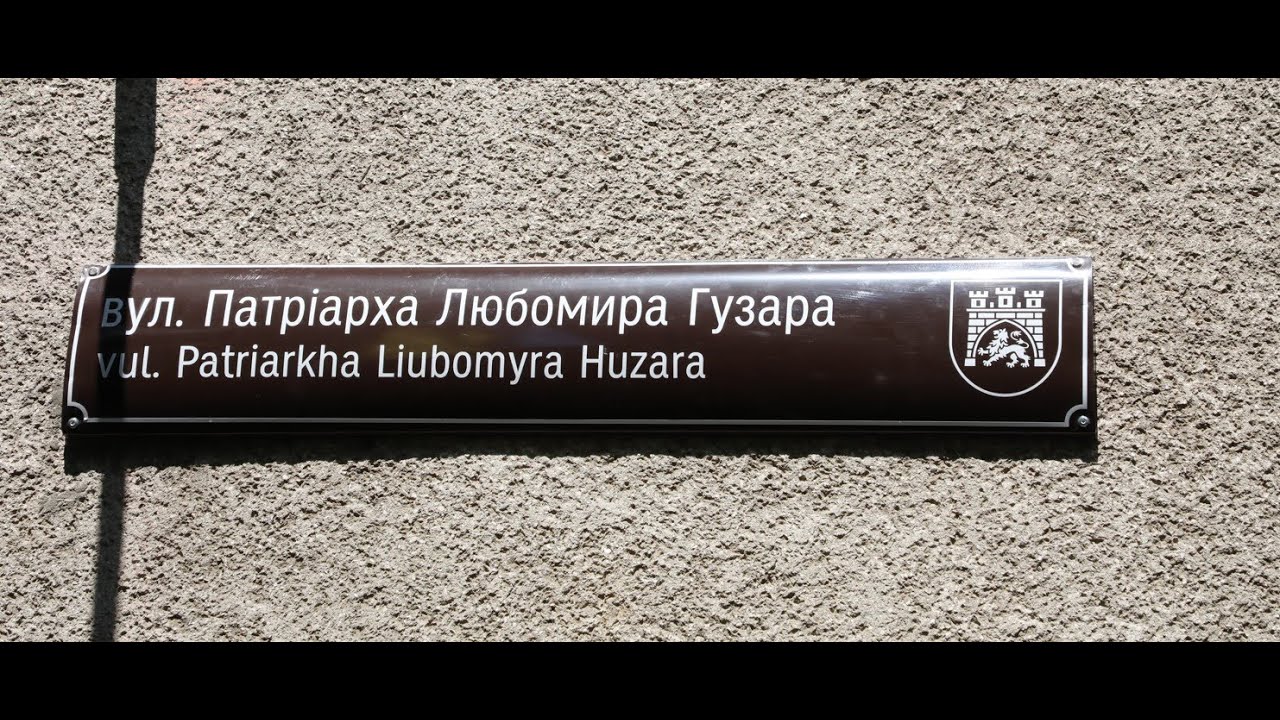 вул. Патріарха Любомира Гузара
vul. Patriarkha Liubomyra Huzara